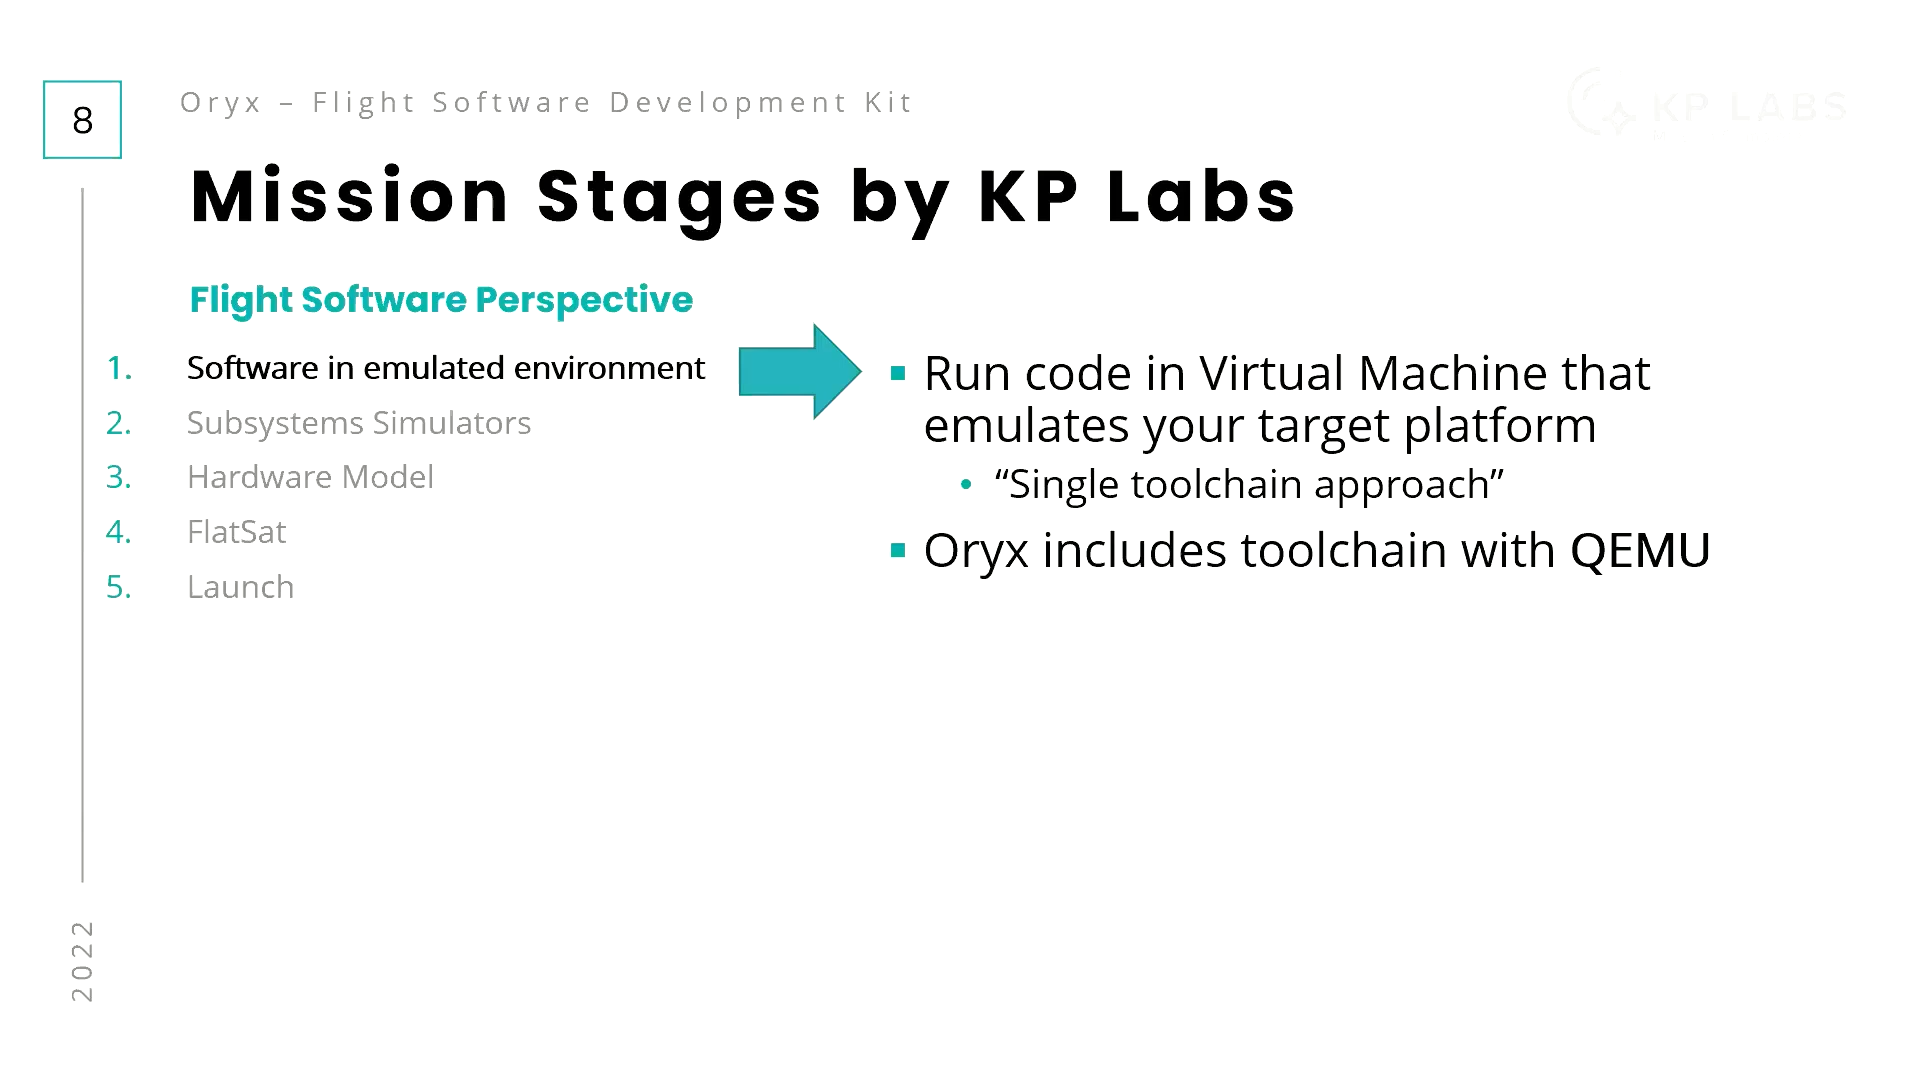 8
Oryx – Flight Software Development Kit
KP LABS
Mission Stages by KP Labs
Flight Software Perspective
1. Software in emulated environment
2. Subsystems Simulators
3. Hardware Model
4. FlatSat
5. Launch
▪ Run code in Virtual Machine that
emulates your target platform
• “Single toolchain approach”
▪ Oryx includes toolchain with QEMU
2022